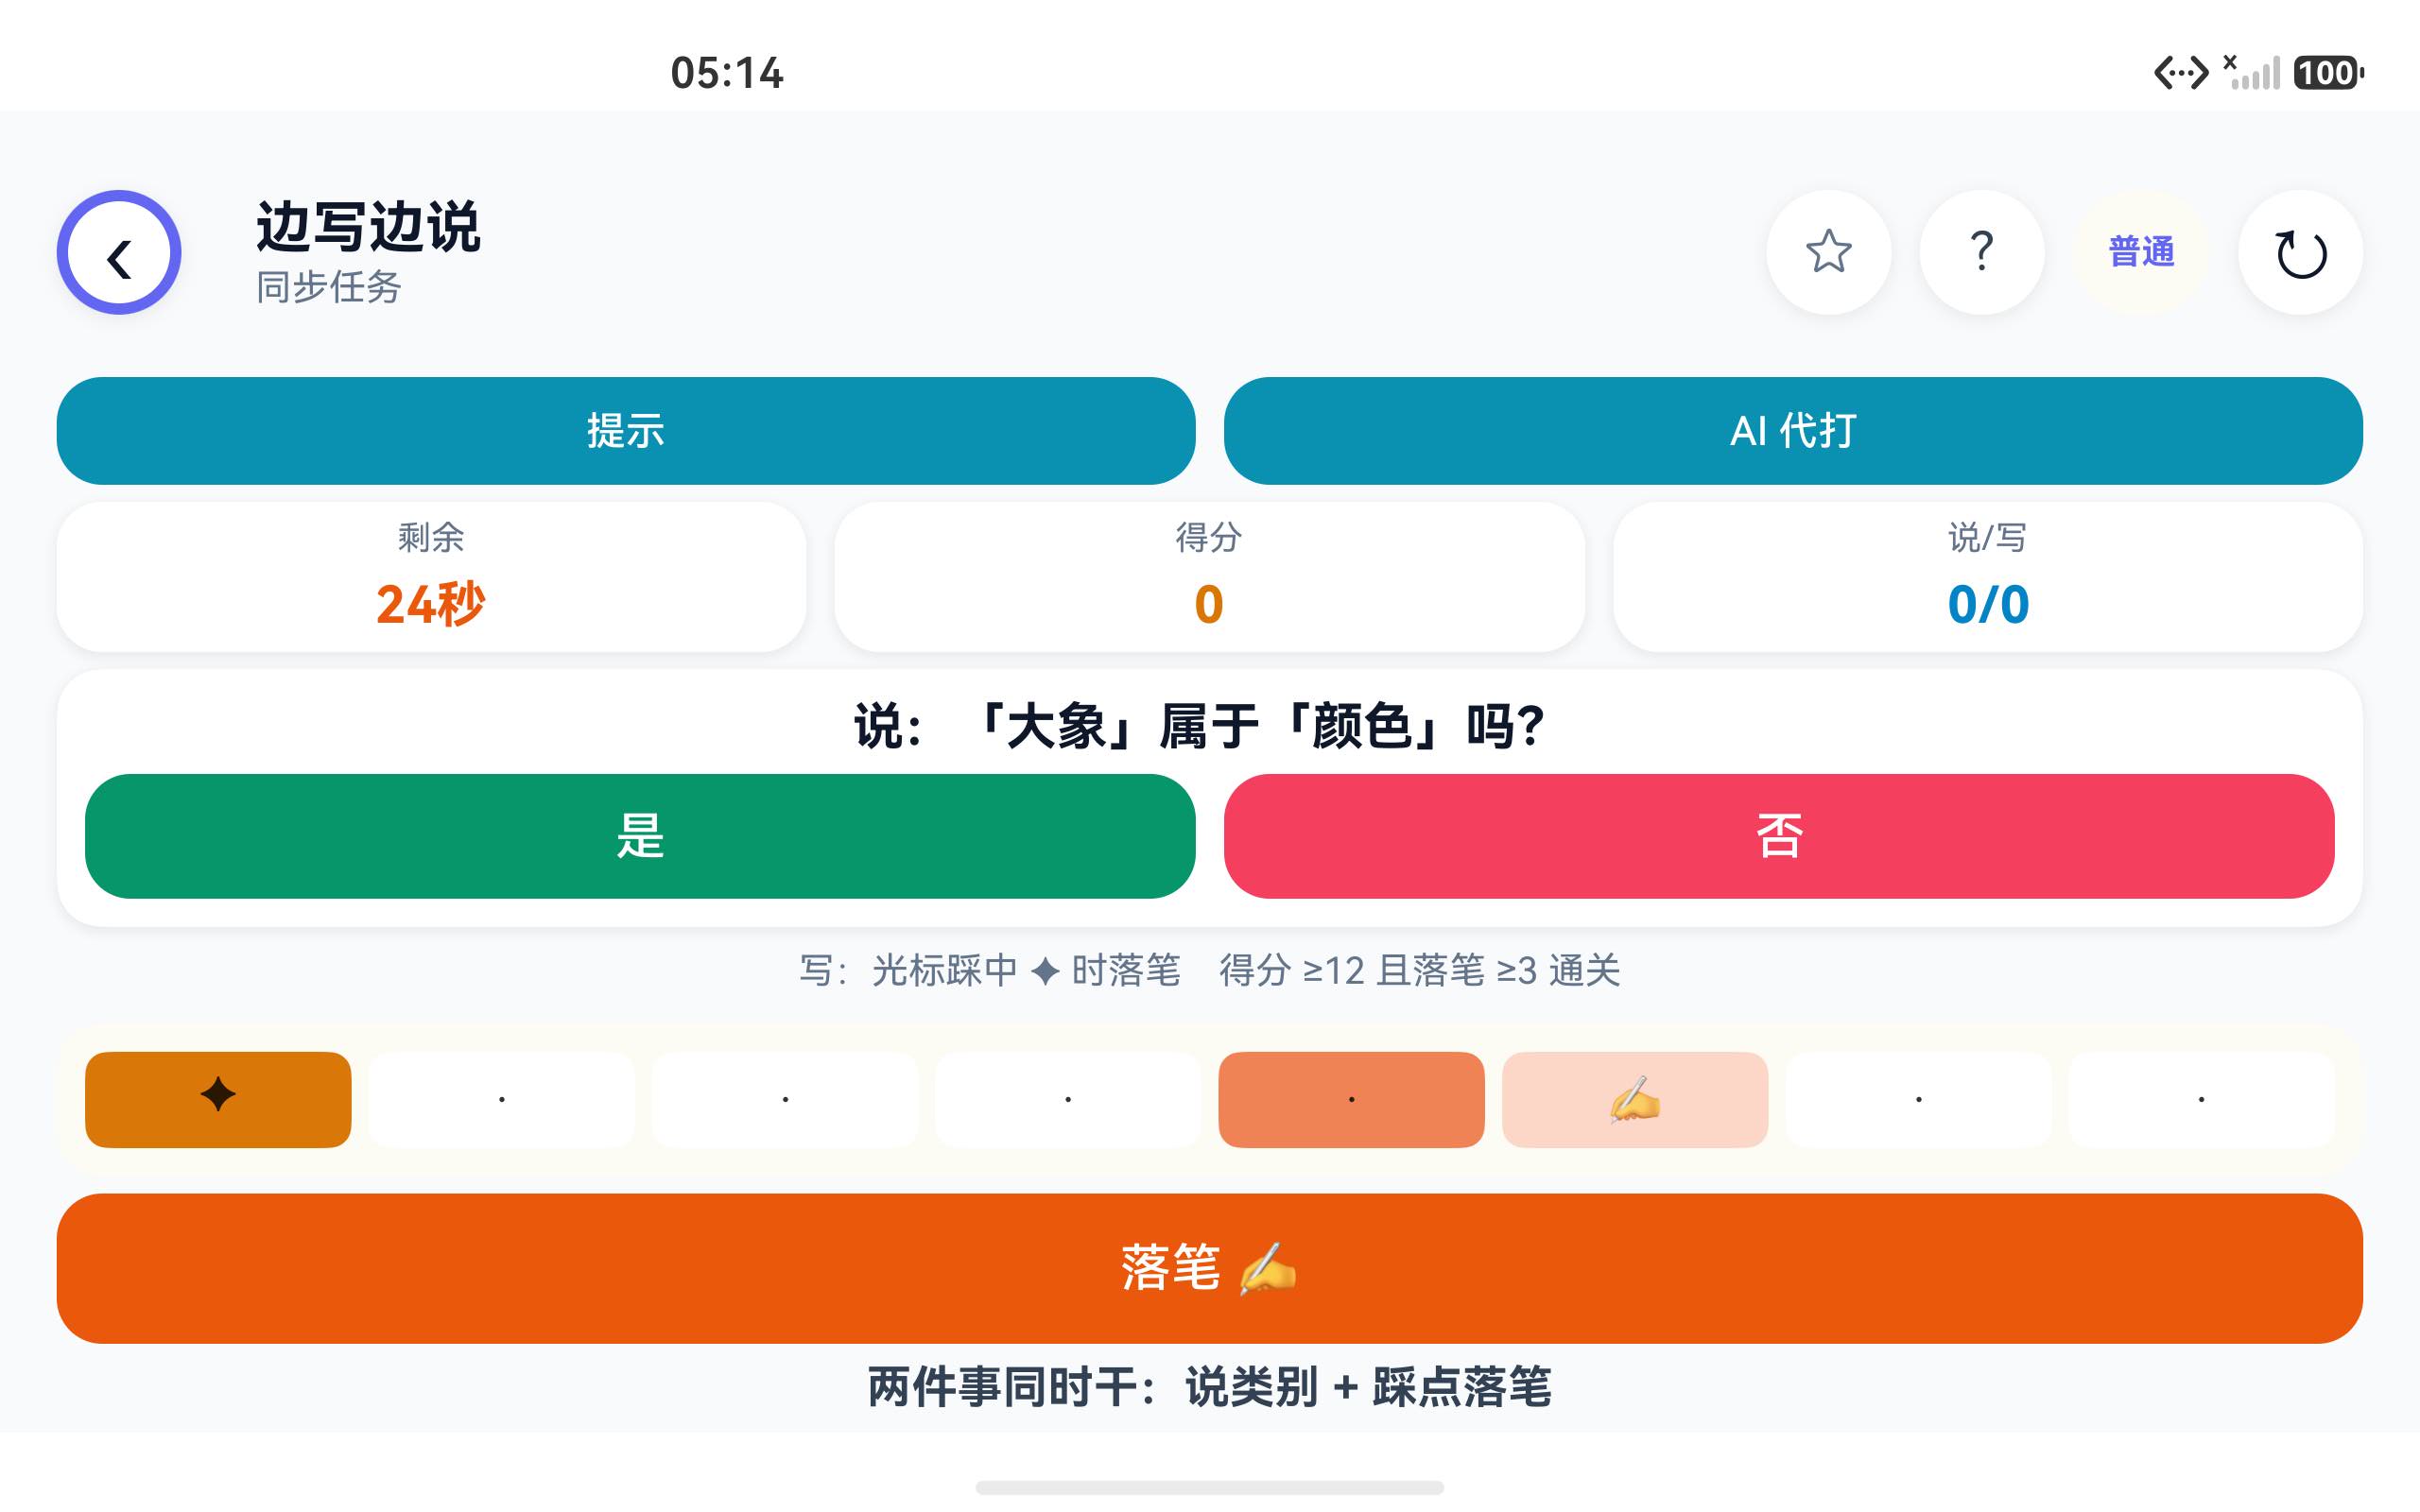 05:14
100
边写边说
同步任务
?
普通
提示
AI 代打
剩余
24秒
得分
0
说/写
0/0
说：「大象」属于「颜色」吗?
是
否
写：光标踩中 ✦ 时落笔 得分 ≥12 且落笔 ≥3 通关
✦ · · · · ✍️ · ·
落笔 ✍️
两件事同时干：说类别 + 踩点落笔